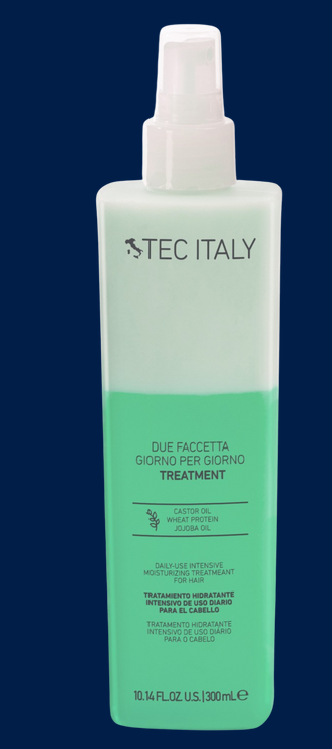 TEC ITALY
DUE FACCETTA
GIORNO PER GIORNO
TREATMENT
CASTOR OIL
WHEAT PROTEIN
JOJOBA OIL
DAILY-USE INTENSIVE
MOISTURIZING TREATMEANT
FOR HAIR
TRATAMIENTO HIDRATANTE
INTENSIVO DE USO DIARIO
PARA EL CABELLO
TRATAMENTO HIDRATANTE
INTENSIVO DE USO DIÁRIO
PARA O CABELO
10.14 FL.OZ. U.S. | 300 mL ℮